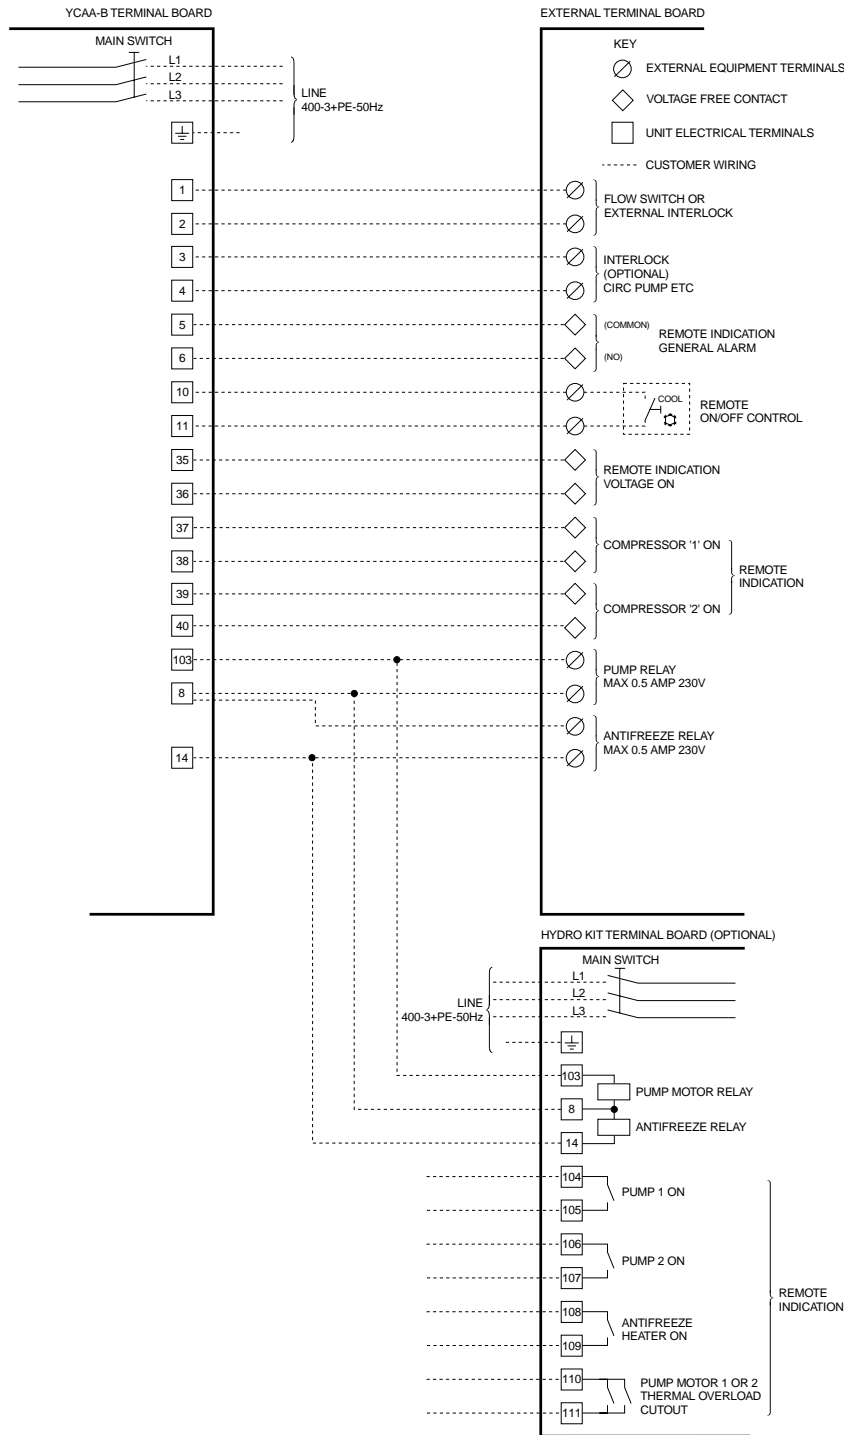 YCAA-B TERMINAL BOARD
MAIN SWITCH
L1
L2
L3
LINE
400-3+PE-50Hz
1
2
3
4
5
6
10
11
35
36
37
38
39
40
103
8
14
EXTERNAL TERMINAL BOARD
KEY
EXTERNAL EQUIPMENT TERMINALS
VOLTAGE FREE CONTACT
UNIT ELECTRICAL TERMINALS
CUSTOMER WIRING
FLOW SWITCH OR
EXTERNAL INTERLOCK
INTERLOCK
(OPTIONAL)
CIRC PUMP ETC
(COMMON)
(NO)
REMOTE INDICATION
GENERAL ALARM
COOL
REMOTE
ON/OFF CONTROL
REMOTE INDICATION
VOLTAGE ON
COMPRESSOR '1' ON
COMPRESSOR '2' ON
REMOTE
INDICATION
PUMP RELAY
MAX 0.5 AMP 230V
ANTIFREEZE RELAY
MAX 0.5 AMP 230V
HYDRO KIT TERMINAL BOARD (OPTIONAL)
MAIN SWITCH
L1
L2
L3
LINE
400-3+PE-50Hz
103
8
14
PUMP MOTOR RELAY
ANTIFREEZE RELAY
104
105
PUMP 1 ON
106
107
PUMP 2 ON
108
109
ANTIFREEZE
HEATER ON
110
111
PUMP MOTOR 1 OR 2
THERMAL OVERLOAD
CUTOUT
REMOTE
INDICATION